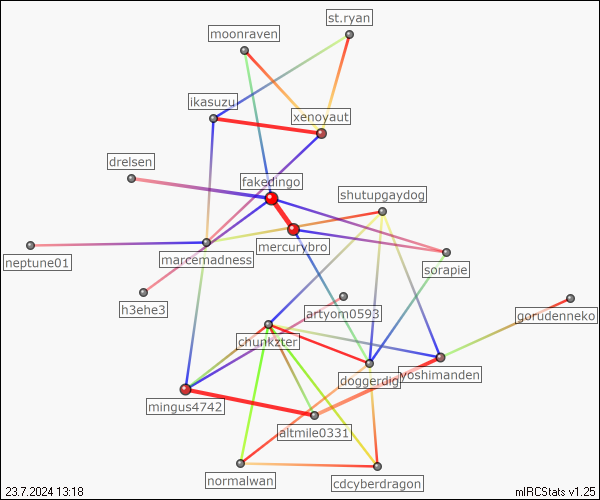 st.ryan
moonraven
ikasuzu
xenoyaut
drelsen
fakedingo
shutupgaydog
mercurybro
marcemadness
neptune01
sorapie
h3ehe3
artyom0593
gorudenneko
chunkzter
doggerdig
yoshimanden
mingus4742
altmile0331
normalwan
cdcyberdragon
23.7.2024 13:18
mIRCStats v1.25